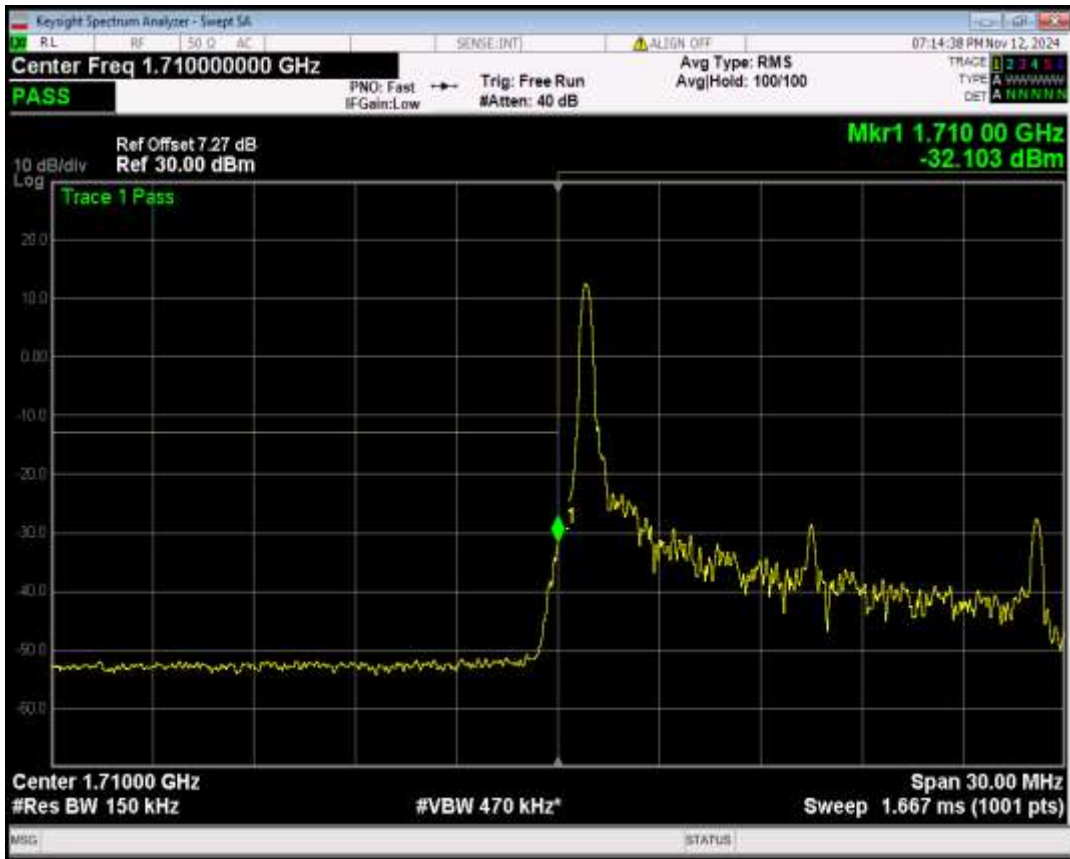 Keysight Spectrum Analyzer - Swept SA
RL RF 50 Ω AC SENSE:INT ALIGN OFF 07:14:38 PM Nov 12, 2024
Center Freq 1.710000000 GHz
PASS
PNO: Fast
IFGain:Low
Trig: Free Run
#Atten: 40 dB
Avg Type: RMS
Avg|Hold: 100/100
TRACE 1 2 3 4 5 6
TYPE A WWWWW
DET A N N N N N
Mkr1 1.710 00 GHz
-32.103 dBm
Ref Offset 7.27 dB
10 dB/div Ref 30.00 dBm
Log
Trace 1 Pass
20.0
10.0
0.00
-10.0
-20.0
-30.0
-40.0
-50.0
-60.0
Center 1.71000 GHz Span 30.00 MHz
#Res BW 150 kHz #VBW 470 kHz* Sweep 1.667 ms (1001 pts)
MSG STATUS